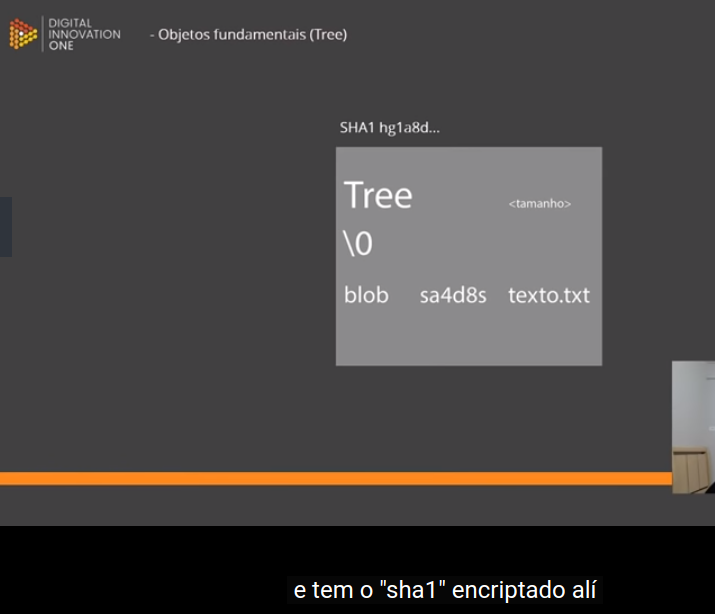 DIGITAL
INNOVATION
ONE
- Objetos fundamentais (Tree)
SHA1 hg1a8d...
Tree <tamanho>
\0
blob sa4d8s texto.txt
e tem o "sha1" encriptado alí